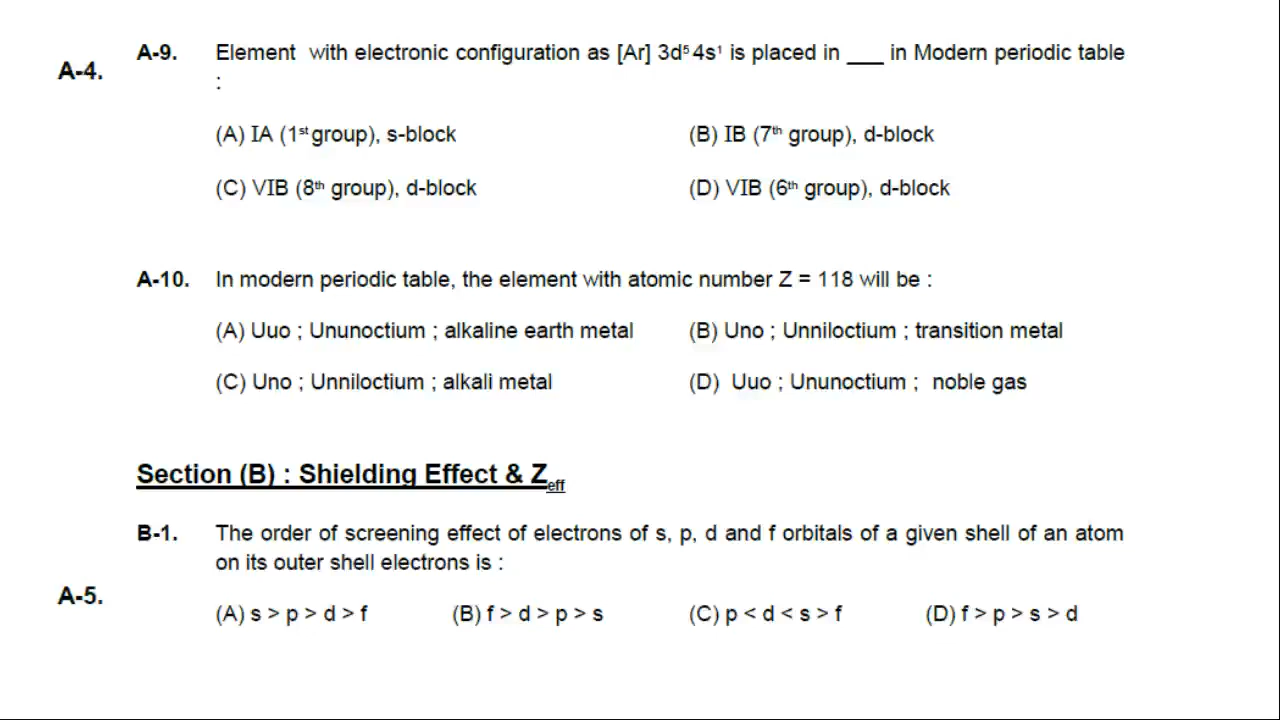 A-9. Element with electronic configuration as [Ar] 3d⁵ 4s¹ is placed in ___ in Modern periodic table
A-4.
:
(A) IA (1st group), s-block (B) IB (7th group), d-block
(C) VIB (8th group), d-block (D) VIB (6th group), d-block
A-10. In modern periodic table, the element with atomic number Z = 118 will be :
(A) Uuo ; Ununoctium ; alkaline earth metal (B) Uno ; Unniloctium ; transition metal
(C) Uno ; Unniloctium ; alkali metal (D) Uuo ; Ununoctium ; noble gas
Section (B) : Shielding Effect & Zeff
B-1. The order of screening effect of electrons of s, p, d and f orbitals of a given shell of an atom
on its outer shell electrons is :
A-5.
(A) s > p > d > f (B) f > d > p > s (C) p < d < s > f (D) f > p > s > d